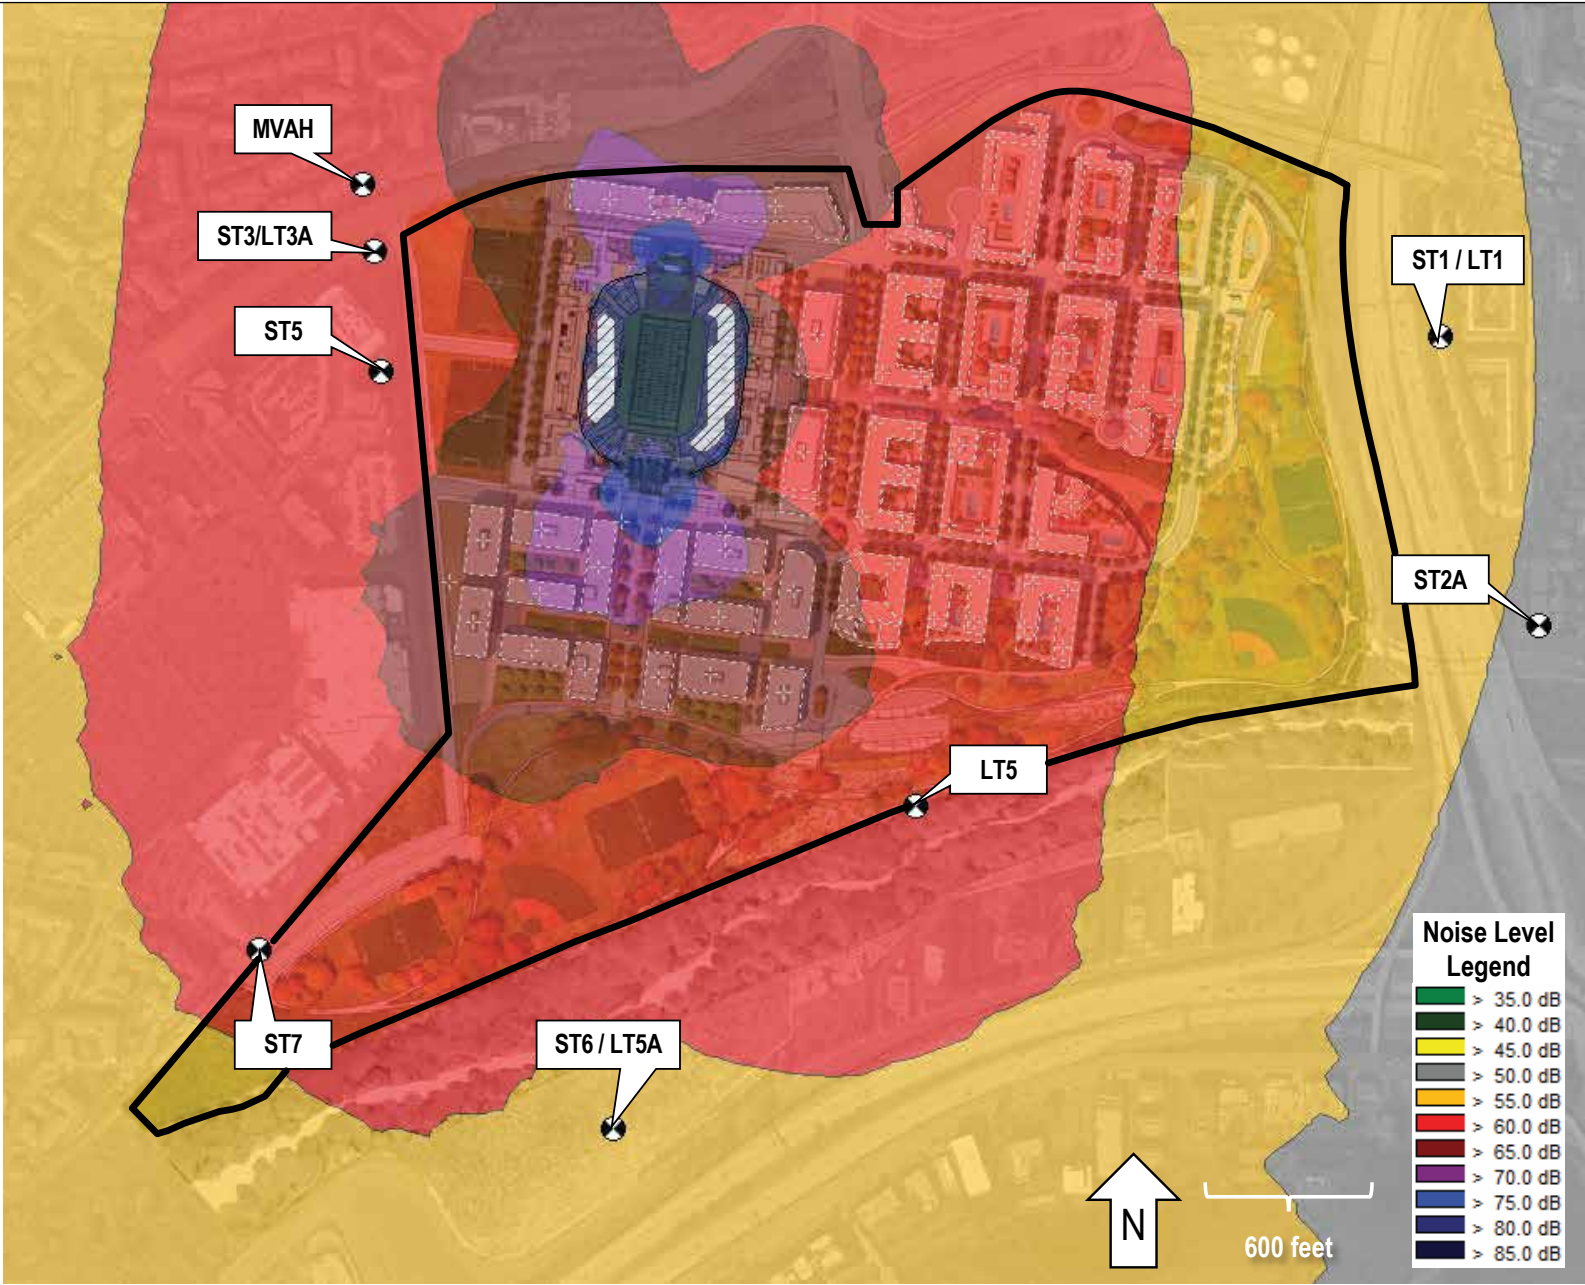 MVAH
ST3/LT3A
ST5
ST1 / LT1
ST2A
LT5
ST7
ST6 / LT5A
Noise Level
Legend
> 35.0 dB
> 40.0 dB
> 45.0 dB
> 50.0 dB
> 55.0 dB
> 60.0 dB
> 65.0 dB
> 70.0 dB
> 75.0 dB
> 80.0 dB
> 85.0 dB
N
600 feet